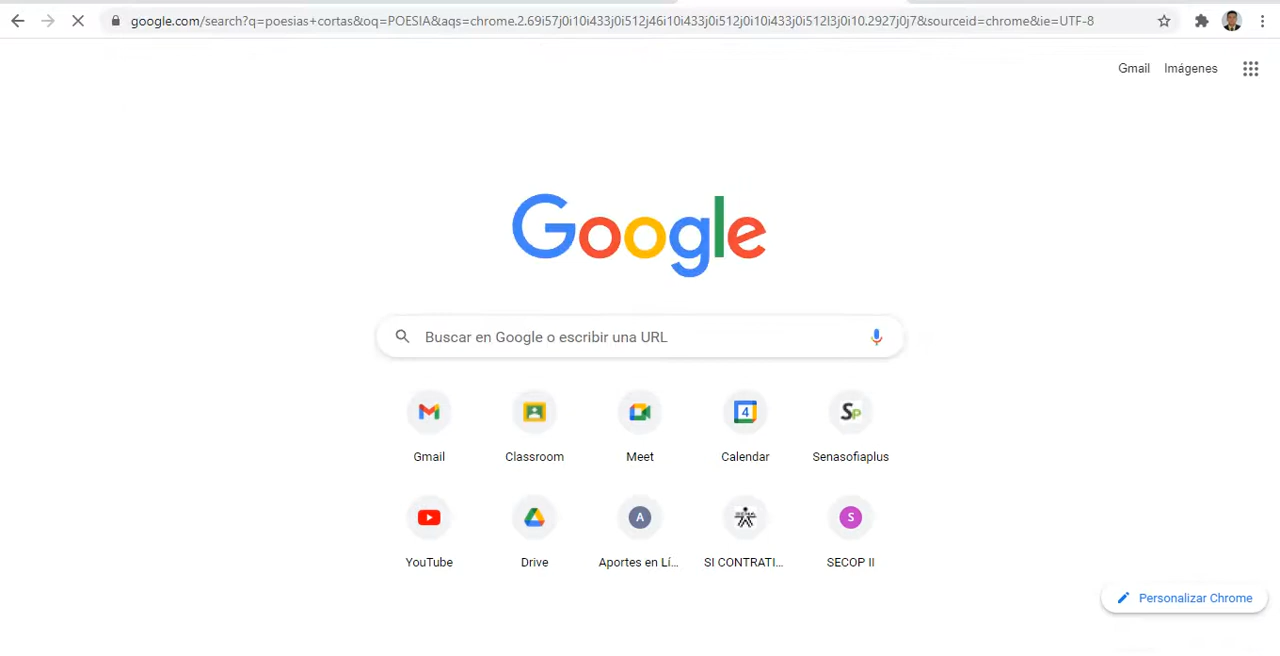 google.com/search?q=poesias+cortas&oq=POESIA&aqs=chrome.2.69i57j0i10i433j0i512j46i10i433j0i512j0i10i433j0i512l3j0i10.2927j0j7&sourceid=chrome&ie=UTF-8
Gmail Imágenes
Google
Buscar en Google o escribir una URL
4 Sp
Gmail Classroom Meet Calendar Senasofiaplus
A S
YouTube Drive Aportes en Lí... SI CONTRATI... SECOP II
Personalizar Chrome